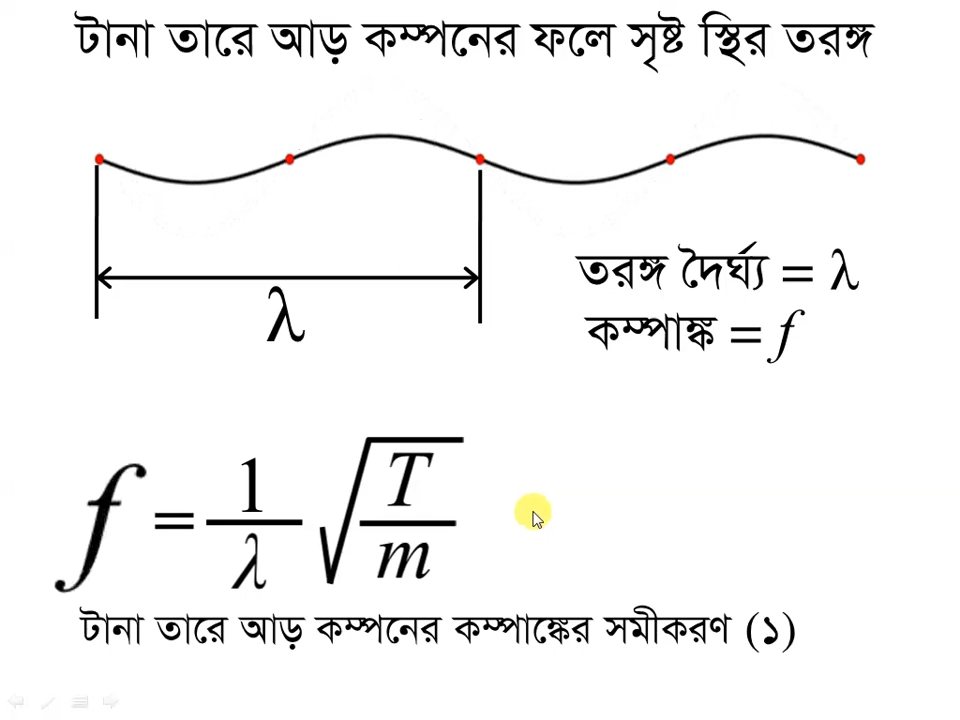 টানা তারে আড় কম্পনের ফলে সৃষ্ট স্থির তরঙ্গ
λ
তরঙ্গ দৈর্ঘ্য = λ
কম্পাঙ্ক = f
f = 1/λ √(T/m)
টানা তারে আড় কম্পনের কম্পাঙ্কের সমীকরণ (১)